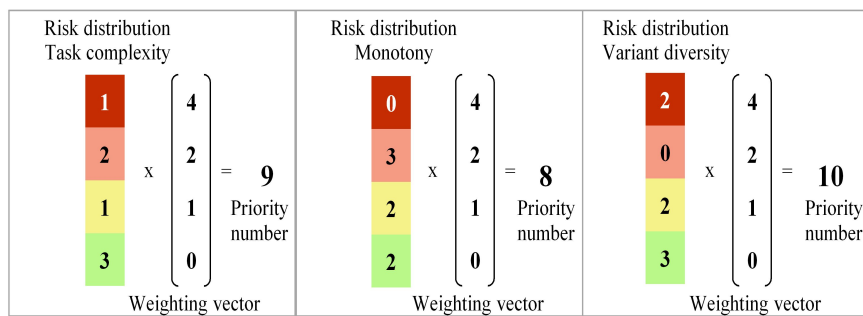 Risk distribution
Task complexity
1
2
1
3
x
4
2
1
0
=
9
Priority
number
Weighting vector
Risk distribution
Monotony
0
3
2
2
x
4
2
1
0
=
8
Priority
number
Weighting vector
Risk distribution
Variant diversity
2
0
2
3
x
4
2
1
0
=
10
Priority
number
Weighting vector